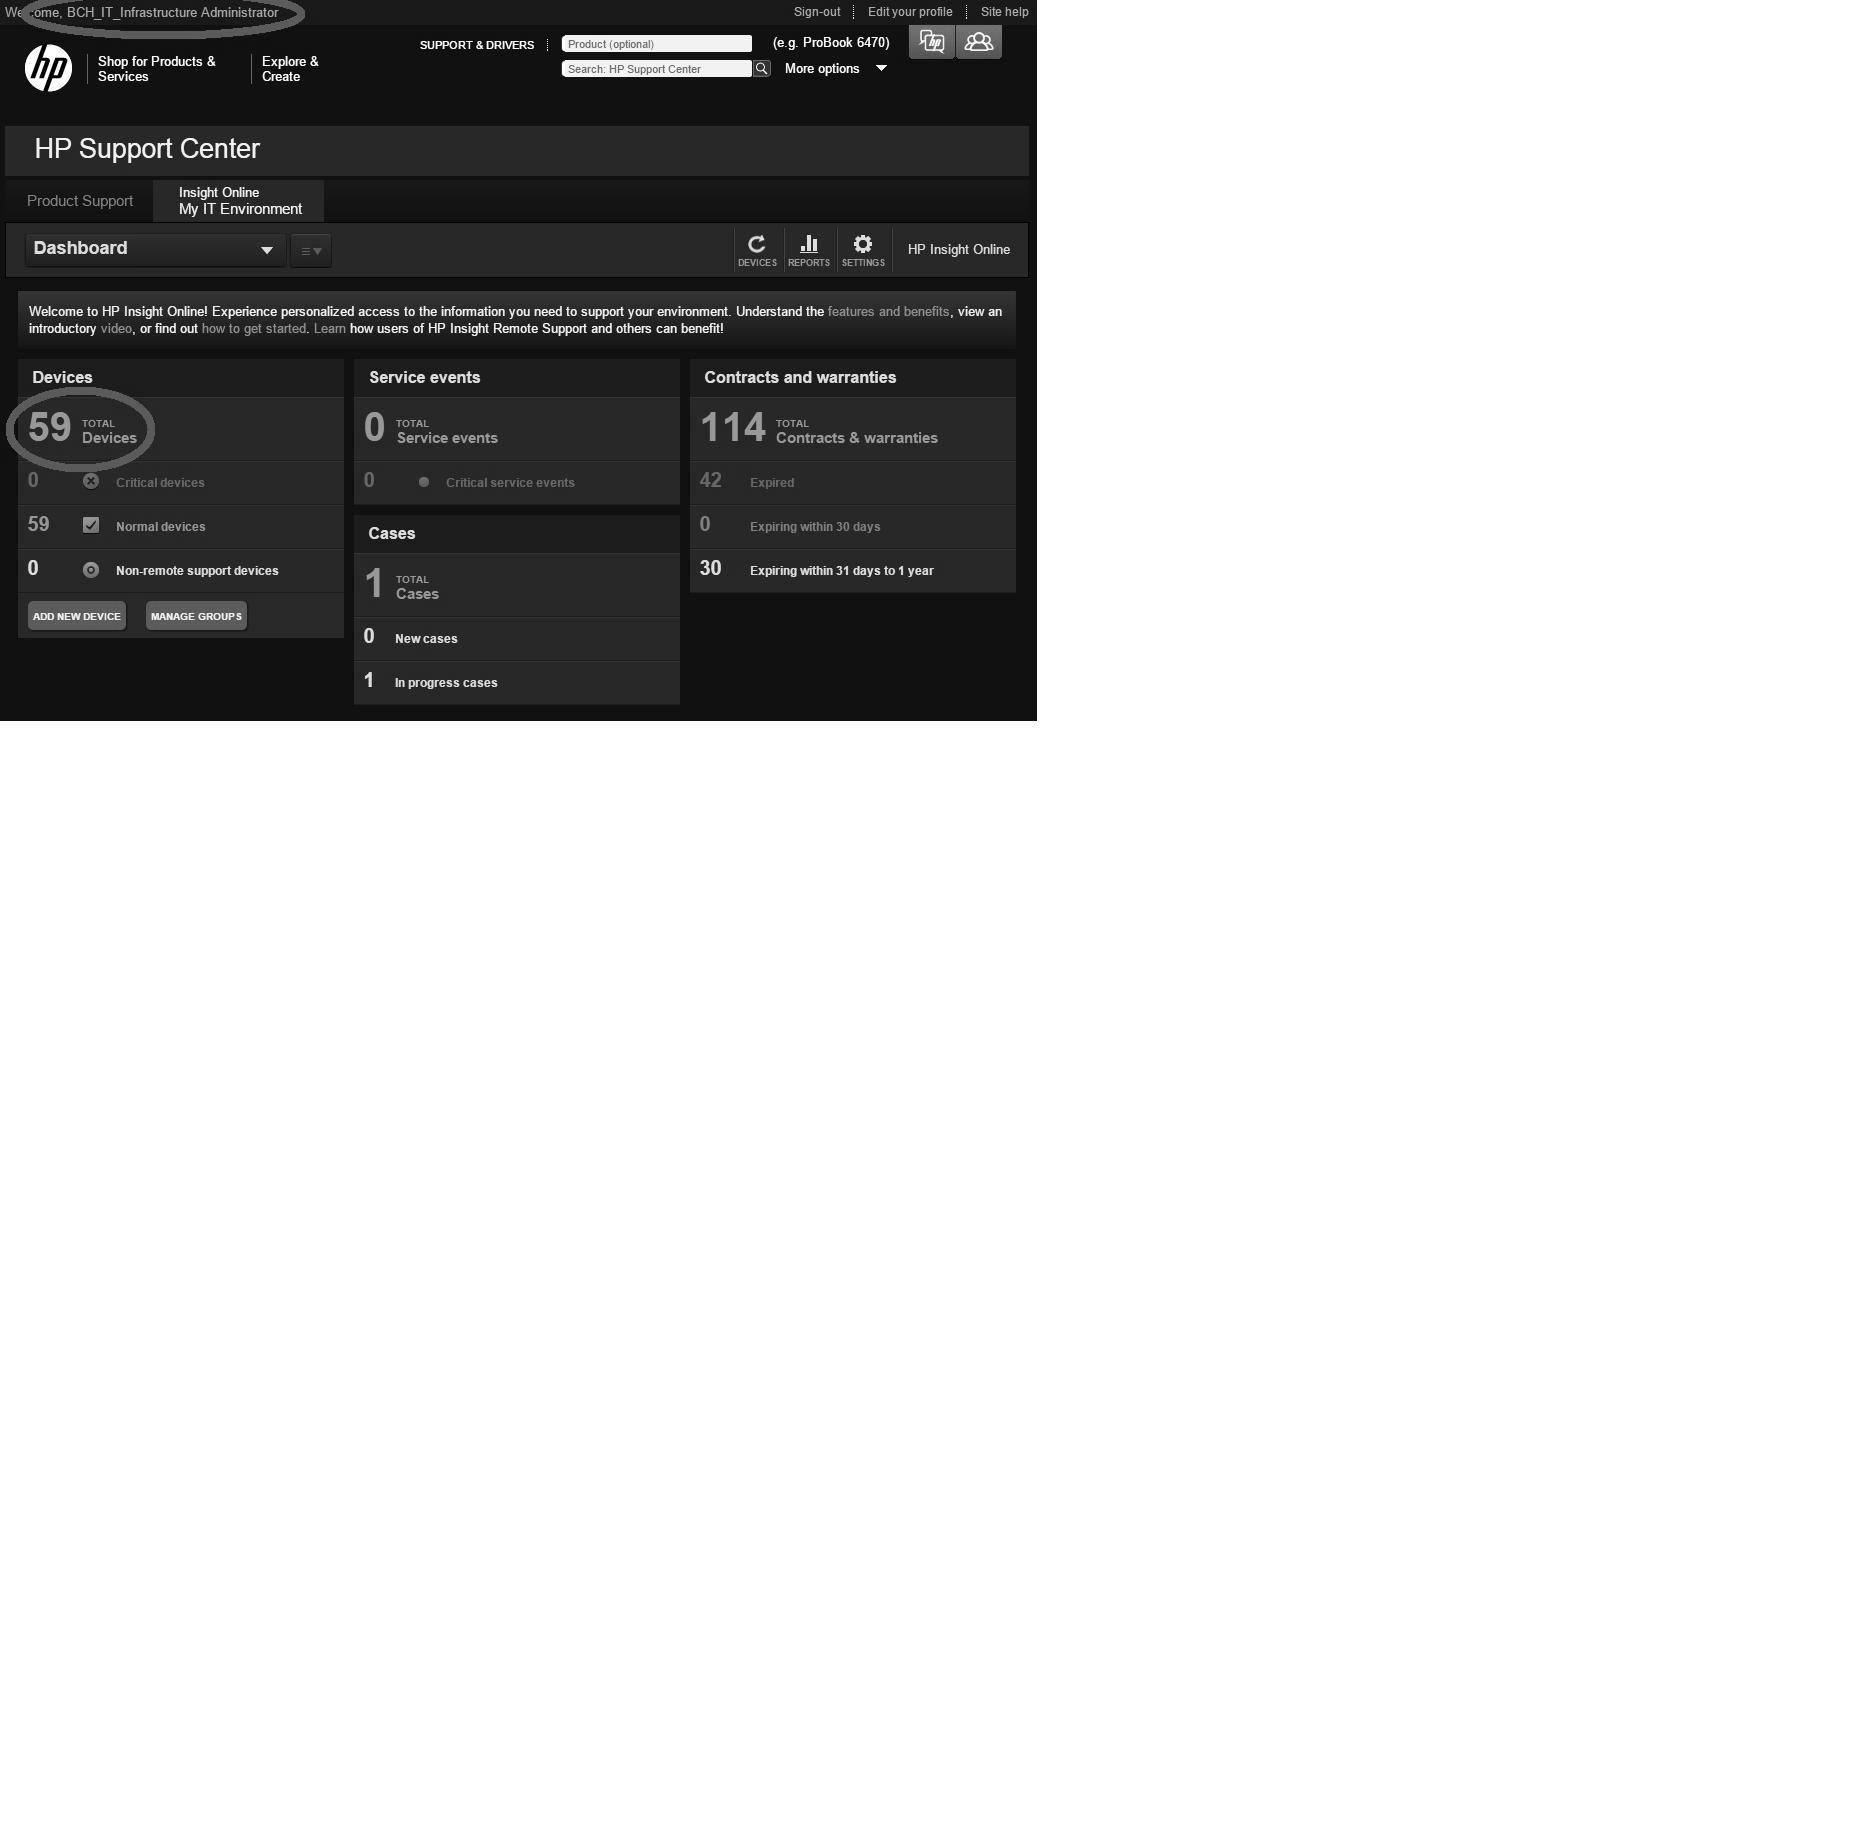 Welcome, BCH_IT_Infrastructure Administrator
Sign-out
Edit your profile
Site help
hp
Shop for Products &
Services
Explore &
Create
SUPPORT & DRIVERS
Product (optional)
(e.g. ProBook 6470)
Search: HP Support Center
More options
hp
HP Support Center
Product Support
Insight Online
My IT Environment
Dashboard
DEVICES
REPORTS
SETTINGS
HP Insight Online
Welcome to HP Insight Online! Experience personalized access to the information you need to support your environment. Understand the features and benefits, view an
introductory video, or find out how to get started. Learn how users of HP Insight Remote Support and others can benefit!
Devices
59 TOTAL
Devices
0 Critical devices
59 Normal devices
0 Non-remote support devices
ADD NEW DEVICE
MANAGE GROUPS
Service events
0 TOTAL
Service events
0 Critical service events
Cases
1 TOTAL
Cases
0 New cases
1 In progress cases
Contracts and warranties
114 TOTAL
Contracts & warranties
42 Expired
0 Expiring within 30 days
30 Expiring within 31 days to 1 year